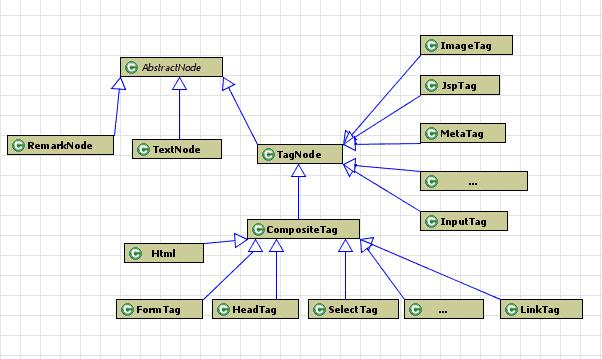 ImageTag
AbstractNode
JspTag
MetaTag
RemarkNode
TextNode
TagNode
...
InputTag
CompositeTag
Html
FormTag
HeadTag
SelectTag
...
LinkTag